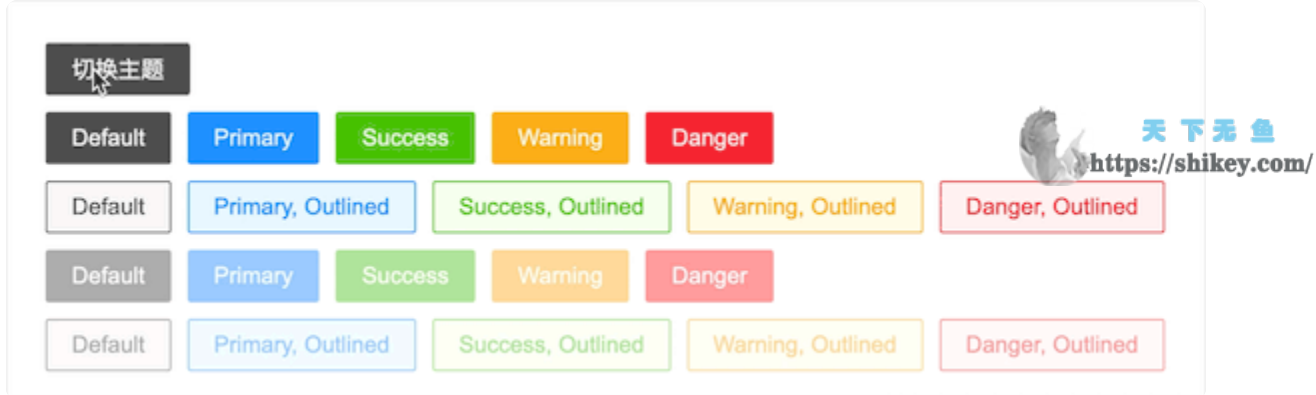 切换主题
Default Primary Success Warning Danger
天下无鱼
https://shikey.com/
Default Primary, Outlined Success, Outlined Warning, Outlined Danger, Outlined
Default Primary Success Warning Danger
Default Primary, Outlined Success, Outlined Warning, Outlined Danger, Outlined